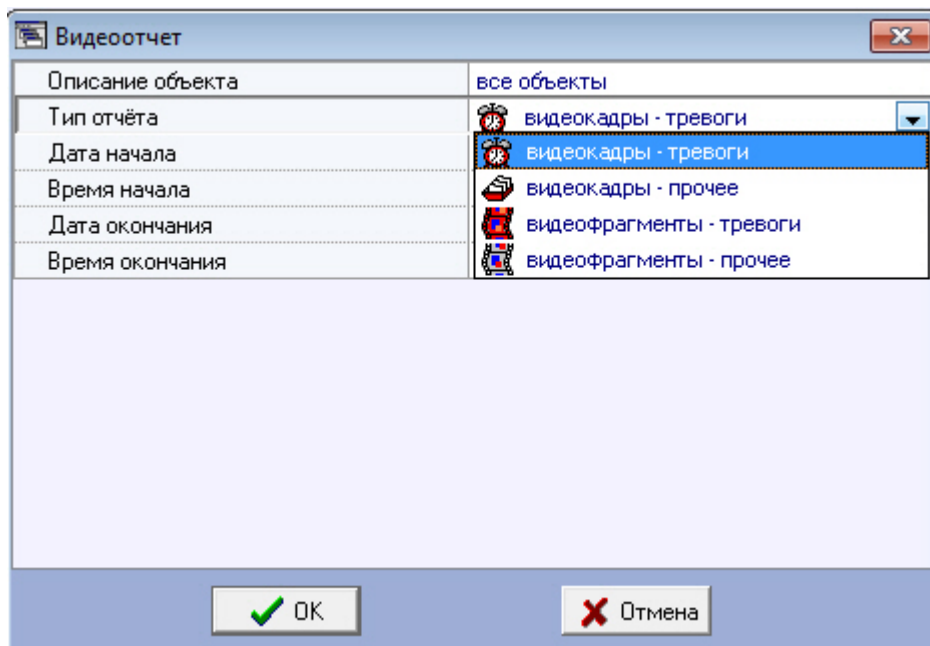 Видеоотчет
Описание объекта все объекты
Тип отчёта видеокадры - тревоги
Дата начала видеокадры - тревоги
Время начала видеокадры - прочее
Дата окончания видеофрагменты - тревоги
Время окончания видеофрагменты - прочее
OK Отмена